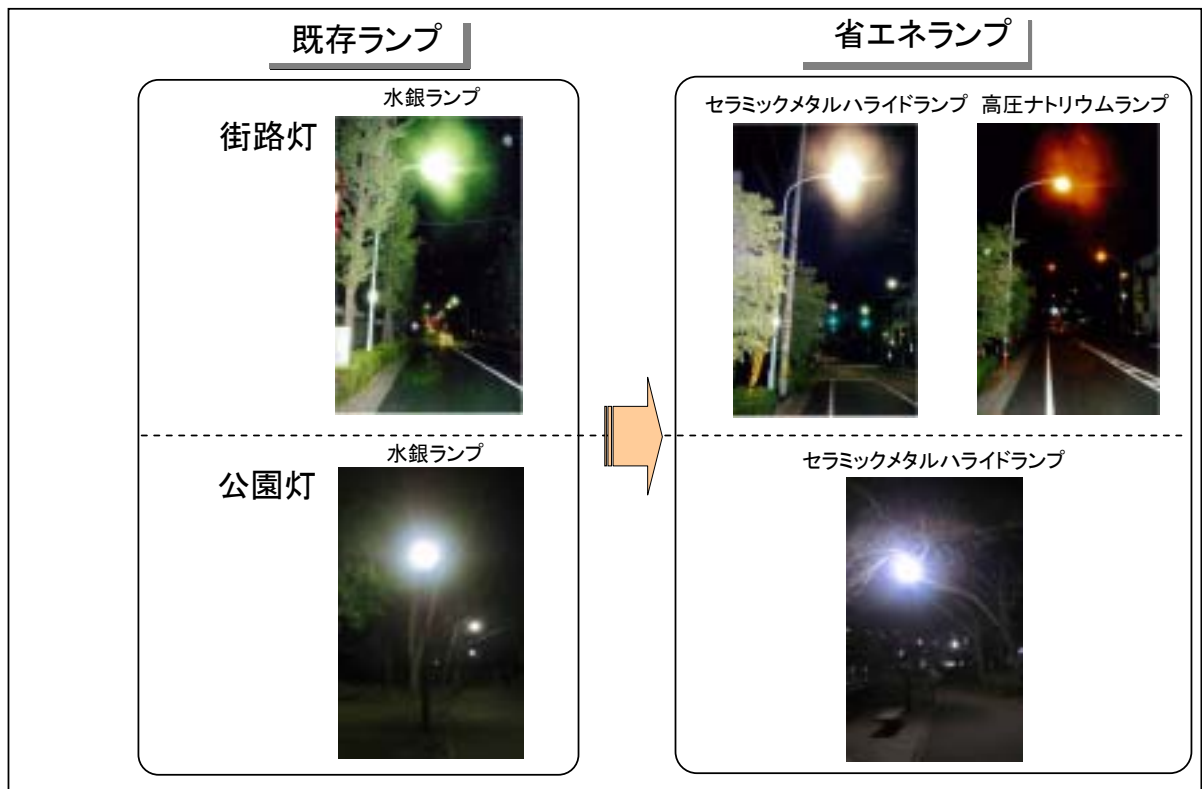 既存ランプ
省エネランプ
街路灯
水銀ランプ
セラミックメタルハライドランプ
高圧ナトリウムランプ
公園灯
水銀ランプ
セラミックメタルハライドランプ